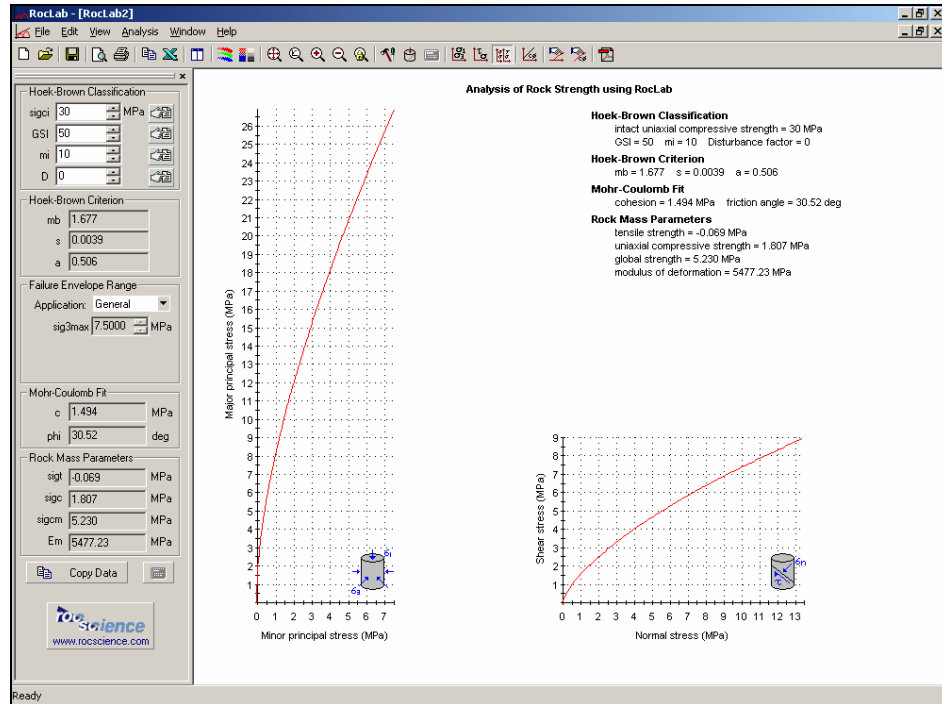 RocLab - [RocLab2]
File Edit View Analysis Window Help
Hoek-Brown Classification
sigci 30 MPa
GSI 50
mi 10
D 0
Hoek-Brown Criterion
mb 1.677
s 0.0039
a 0.506
Failure Envelope Range
Application: General
sig3max 7.5000 MPa
Mohr-Coulomb Fit
c 1.494 MPa
phi 30.52 deg
Rock Mass Parameters
sigt -0.069 MPa
sigc 1.807 MPa
sigcm 5.230 MPa
Em 5477.23 MPa
Copy Data
rocscience
www.rocscience.com
Analysis of Rock Strength using RocLab
Hoek-Brown Classification
intact uniaxial compressive strength = 30 MPa
GSI = 50 mi = 10 Disturbance factor = 0
Hoek-Brown Criterion
mb = 1.677 s = 0.0039 a = 0.506
Mohr-Coulomb Fit
cohesion = 1.494 MPa friction angle = 30.52 deg
Rock Mass Parameters
tensile strength = -0.069 MPa
uniaxial compressive strength = 1.807 MPa
global strength = 5.230 MPa
modulus of deformation = 5477.23 MPa
Major principal stress (MPa)
26
25
24
23
22
21
20
19
18
17
16
15
14
13
12
11
10
9
8
7
6
5
4
3
2
1
0 1 2 3 4 5 6 7
Minor principal stress (MPa)
σ1
σ3
Shear stress (MPa)
9
8
7
6
5
4
3
2
1
0 1 2 3 4 5 6 7 8 9 10 11 12 13
Normal stress (MPa)
σn
τ
Ready